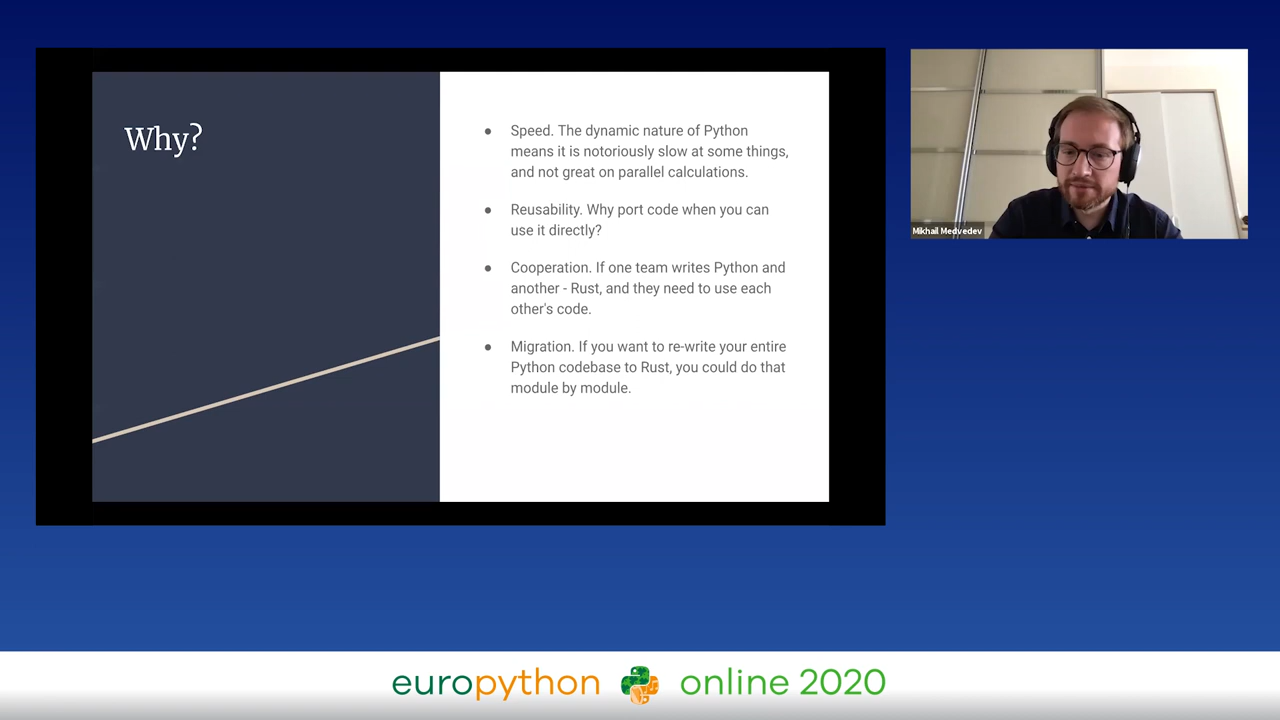 Why?
● Speed. The dynamic nature of Python
means it is notoriously slow at some things,
and not great on parallel calculations.
● Reusability. Why port code when you can
use it directly?
● Cooperation. If one team writes Python and
another - Rust, and they need to use each
other's code.
● Migration. If you want to re-write your entire
Python codebase to Rust, you could do that
module by module.
Mikhail Medvedev
europython online 2020